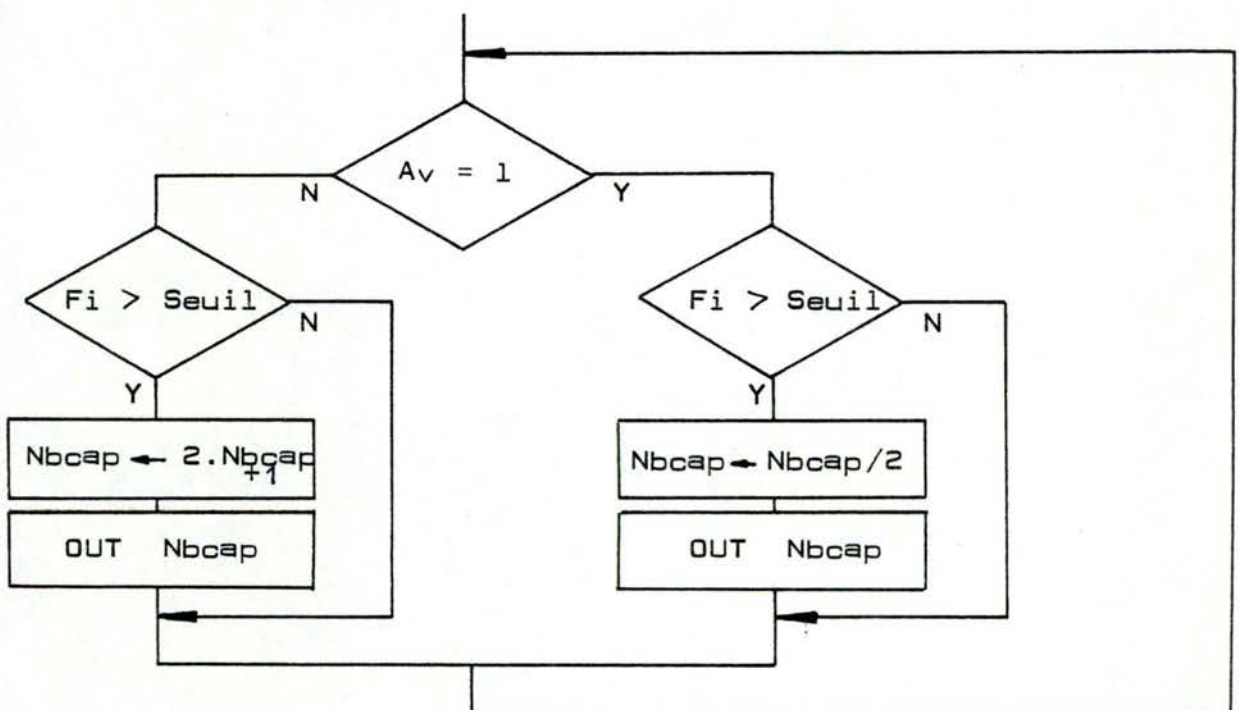 Av = 1
N
Y
Fi > Seuil
N
Y
Fi > Seuil
N
Y
Nbcap ← 2.Nbcap
+1
Nbcap ← Nbcap/2
OUT Nbcap
OUT Nbcap